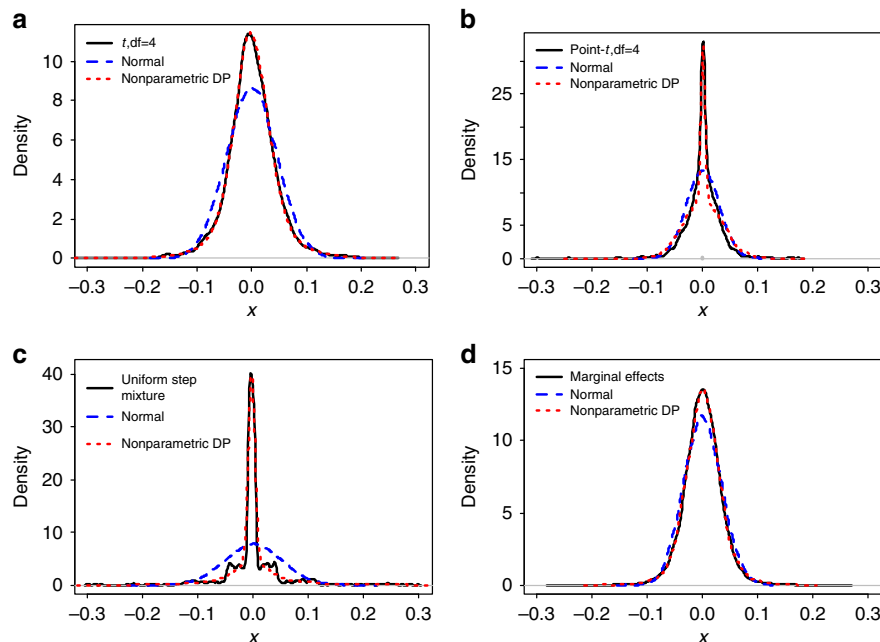 a
t,df=4
Normal
Nonparametric DP
Density
10
8
6
4
2
0
−0.3 −0.2 −0.1 0.0 0.1 0.2 0.3
x
b
Point-t,df=4
Normal
Nonparametric DP
Density
25
15
5
0
−0.3 −0.2 −0.1 0.0 0.1 0.2 0.3
x
c
Uniform step
mixture
Normal
Nonparametric DP
Density
40
30
20
10
0
−0.3 −0.2 −0.1 0.0 0.1 0.2 0.3
x
d
Marginal effects
Normal
Nonparametric DP
Density
15
10
5
0
−0.3 −0.2 −0.1 0.0 0.1 0.2 0.3
x